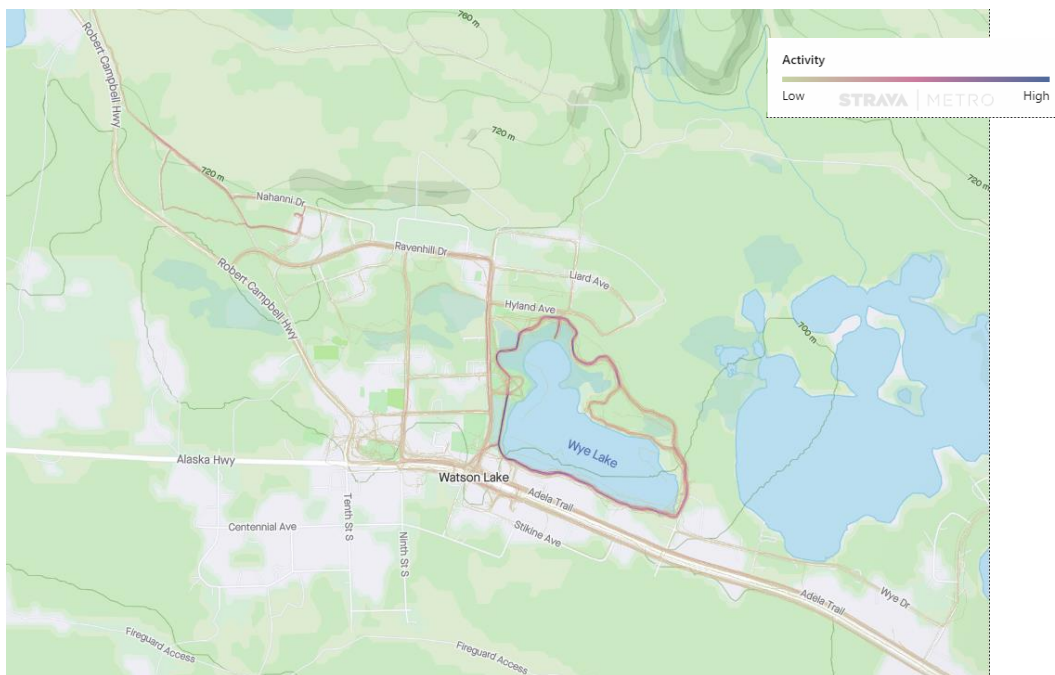 760 m
Robert Campbell Hwy
Activity
Low
STRAVA | METRO
High
720 m
720 m
720 m
Nahanni Dr
Ravenhill Dr
Robert Campbell Hwy
Liard Ave
Hyland Ave
700 m
Wye Lake
Alaska Hwy
Watson Lake
Adela Trail
Tenth St S
Centennial Ave
Ninth St S
Stikine Ave
Adela Trail
Wye Dr
Fireguard Access
Fireguard Access